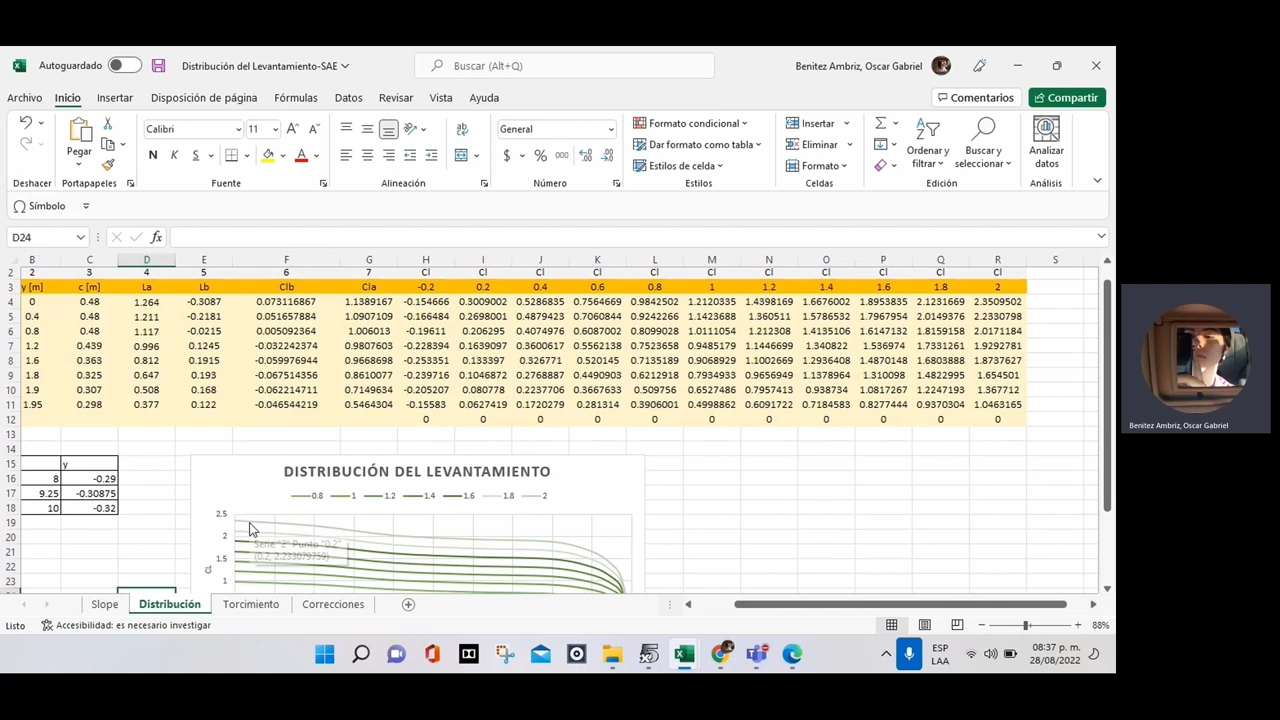 Autoguardado Distribución del Levantamiento-SAE Buscar (Alt+Q) Benitez Ambriz, Oscar Gabriel
Archivo Inicio Insertar Disposición de página Fórmulas Datos Revisar Vista Ayuda Comentarios Compartir
Calibri 11 General Formato condicional Insertar
Pegar N K S $ % 000 Dar formato como tabla Eliminar Ordenar y filtrar Buscar y seleccionar Analizar datos
Estilos de celda Formato
Deshacer Portapapeles Fuente Alineación Número Estilos Celdas Edición Análisis
Símbolo
D24 fx
B C D E F G H I J K L M N O P Q R S
2 2 3 4 5 6 7 Cl Cl Cl Cl Cl Cl Cl Cl Cl Cl Cl
3 y [m] c [m] La Lb Clb Cla -0.2 0.2 0.4 0.6 0.8 1 1.2 1.4 1.6 1.8 2
4 0 0.48 1.264 -0.3087 0.073116867 1.1389167 -0.154666 0.3009002 0.5286835 0.7564669 0.9842502 1.2120335 1.4398169 1.6676002 1.8953835 2.1231669 2.3509502
5 0.4 0.48 1.211 -0.2181 0.051657884 1.0907109 -0.166484 0.2698001 0.4879423 0.7060844 0.9242266 1.1423688 1.360511 1.5786532 1.7967954 2.0149376 2.2330798
6 0.8 0.48 1.117 -0.0215 0.005092364 1.006013 -0.19611 0.206295 0.4074976 0.6087002 0.8099028 1.0111054 1.212308 1.4135106 1.6147132 1.8159158 2.0171184
7 1.2 0.439 0.996 0.1245 -0.032242374 0.9807603 -0.228394 0.1639097 0.3600617 0.5562138 0.7523658 0.9485179 1.1446699 1.340822 1.536974 1.7331261 1.9292781
8 1.6 0.363 0.812 0.1915 -0.059976944 0.9668698 -0.253351 0.133397 0.326771 0.520145 0.7135189 0.9068929 1.1002669 1.2936408 1.4870148 1.6803888 1.8737627
9 1.8 0.325 0.647 0.193 -0.067514356 0.8610077 -0.239716 0.1046872 0.2768887 0.4490903 0.6212918 0.7934933 0.9656949 1.1378964 1.310098 1.4822995 1.654501
10 1.9 0.307 0.508 0.168 -0.062214711 0.7149634 -0.205207 0.080778 0.2237706 0.3667633 0.509756 0.6527486 0.7957413 0.938734 1.0817267 1.2247193 1.367712
11 1.95 0.298 0.377 0.122 -0.046544219 0.5464304 -0.15583 0.0627419 0.1720279 0.281314 0.3906001 0.4998862 0.6091722 0.7184583 0.8277444 0.9370304 1.0463165
12 0 0 0 0 0 0 0 0 0 0 0
13
14
15 y
16 8 -0.29
17 9.25 -0.30875
18 10 -0.32
19
20
21
22
23
DISTRIBUCIÓN DEL LEVANTAMIENTO
0.8 1 1.2 1.4 1.6 1.8 2
2.5
2
Serie "2" Punto "0.2"
(0.2, 2.233079759)
1.5
CL
1
Slope Distribución Torcimiento Correcciones
Listo Accesibilidad: es necesario investigar 88%
ESP
LAA
08:37 p. m.
28/08/2022
Benitez Ambriz, Oscar Gabriel